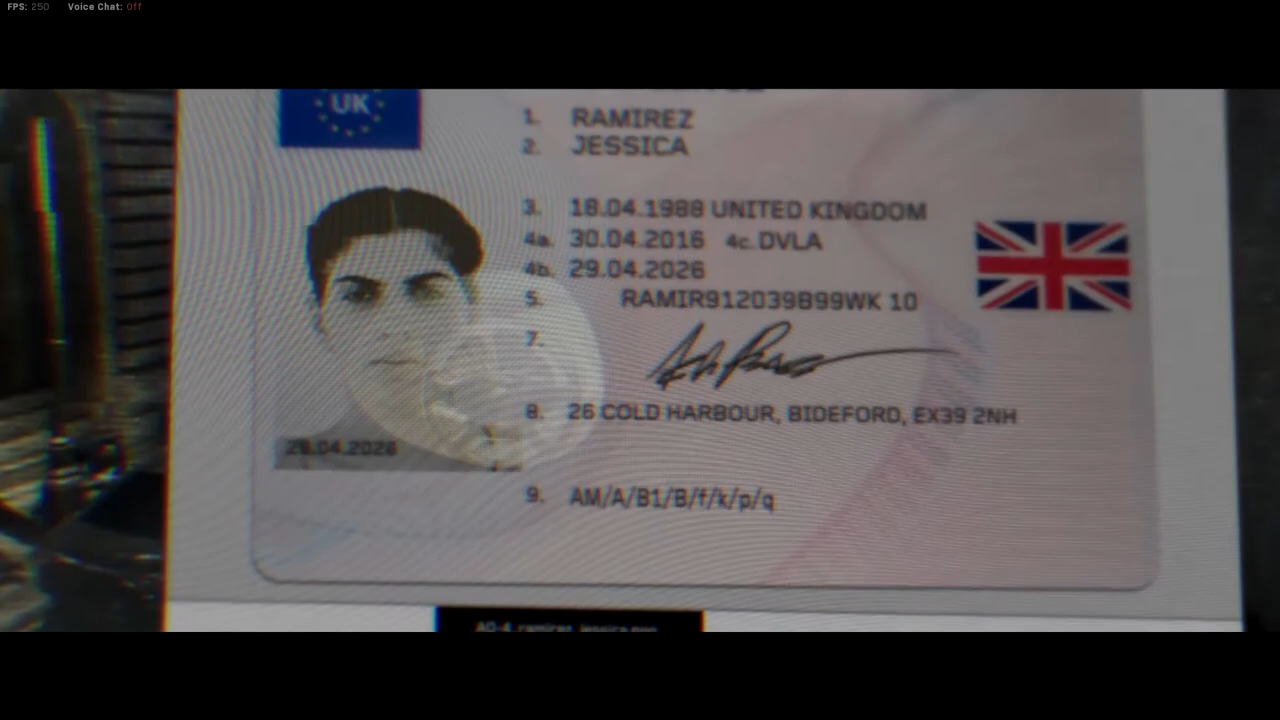 FPS: 250 Voice Chat: Off
UK
1. RAMIREZ
2. JESSICA
3. 18.04.1988 UNITED KINGDOM
4a. 30.04.2016 4c. DVLA
4b. 29.04.2026
5. RAMIR912039B99WK 10
7.
8. 26 COLD HARBOUR, BIDEFORD, EX39 2NH
29.04.2026
9. AM/A/B1/B/f/k/p/q